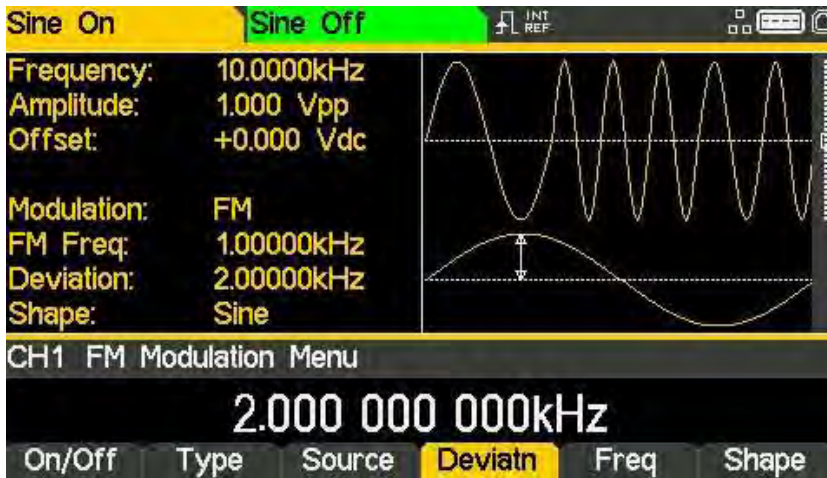 Sine On Sine Off INT
REF
Frequency: 10.0000kHz
Amplitude: 1.000 Vpp
Offset: +0.000 Vdc
Modulation: FM
FM Freq: 1.00000kHz
Deviation: 2.00000kHz
Shape: Sine
CH1 FM Modulation Menu
2.000 000 000kHz
On/Off Type Source Deviatn Freq Shape